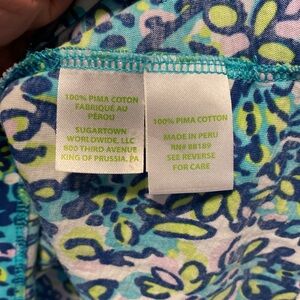 100% PIMA COTTON
FABRIQUÉ AU
PÉROU
SUGARTOWN
WORLDWIDE, LLC
800 THIRD AVENUE
KING OF PRUSSIA, PA
100% PIMA COTTON
MADE IN PERU
RN# 88189
SEE REVERSE
FOR CARE